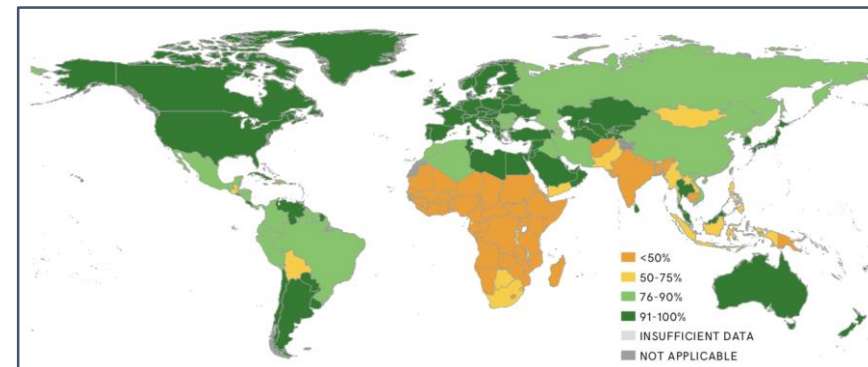 <50%
50-75%
76-90%
91-100%
INSUFFICIENT DATA
NOT APPLICABLE